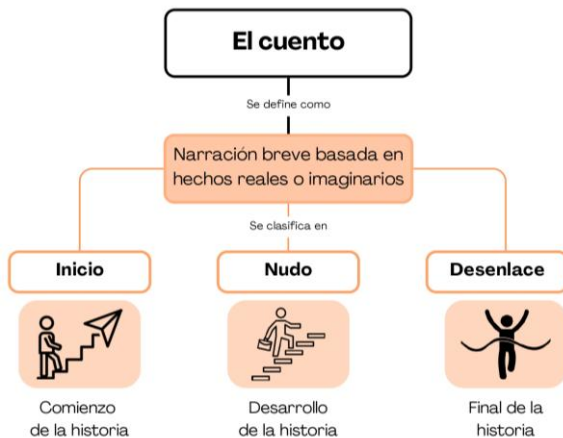 El cuento
Se define como
Narración breve basada en
hechos reales o imaginarios
Se clasifica en
Inicio
Nudo
Desenlace
Comienzo
de la historia
Desarrollo
de la historia
Final de la
historia